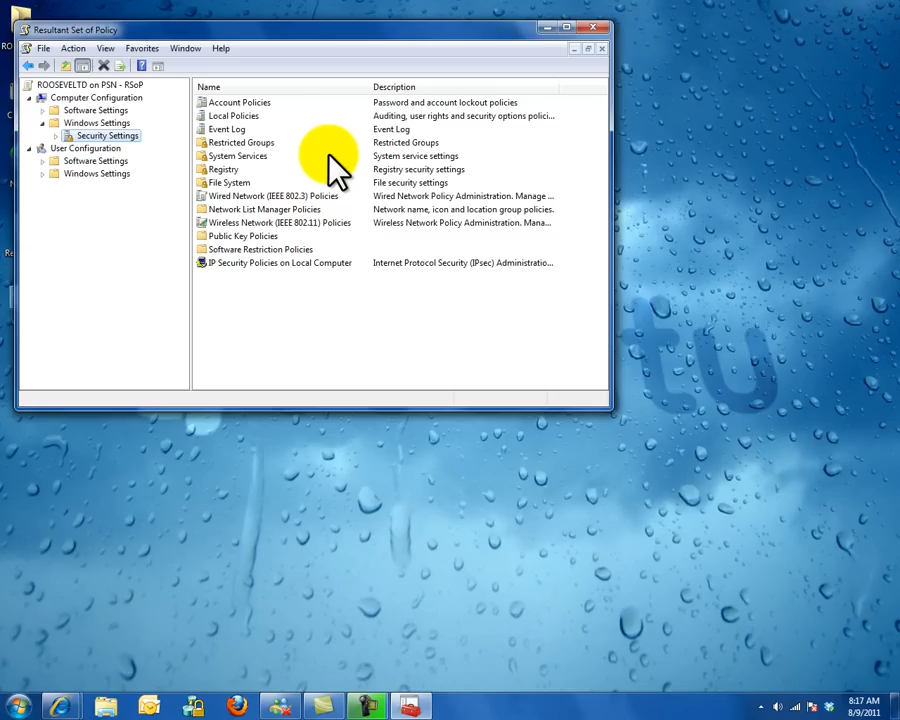 RO
Resultant Set of Policy
File Action View Favorites Window Help
ROOSEVELTD on PSN - RSoP
Computer Configuration
Software Settings
Windows Settings
Security Settings
User Configuration
Software Settings
Windows Settings
Name Description
Account Policies Password and account lockout policies
Local Policies Auditing, user rights and security options polici...
Event Log Event Log
Restricted Groups Restricted Groups
System Services System service settings
Registry Registry security settings
File System File security settings
Wired Network (IEEE 802.3) Policies Wired Network Policy Administration. Manage ...
Network List Manager Policies Network name, icon and location group policies.
Wireless Network (IEEE 802.11) Policies Wireless Network Policy Administration. Mana...
Public Key Policies
Software Restriction Policies
IP Security Policies on Local Computer Internet Protocol Security (IPsec) Administratio...
C
Re
tu
8:17 AM
8/9/2011